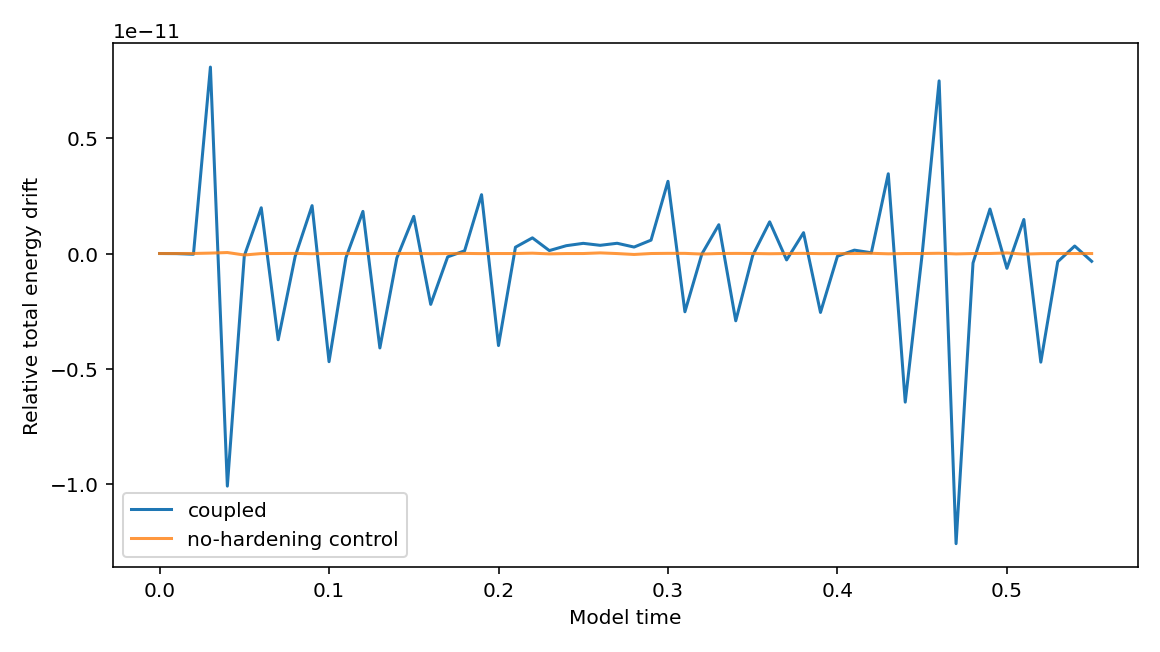 1e−11
0.5
0.0
−0.5
−1.0
Relative total energy drift
coupled
no-hardening control
0.0 0.1 0.2 0.3 0.4 0.5
Model time